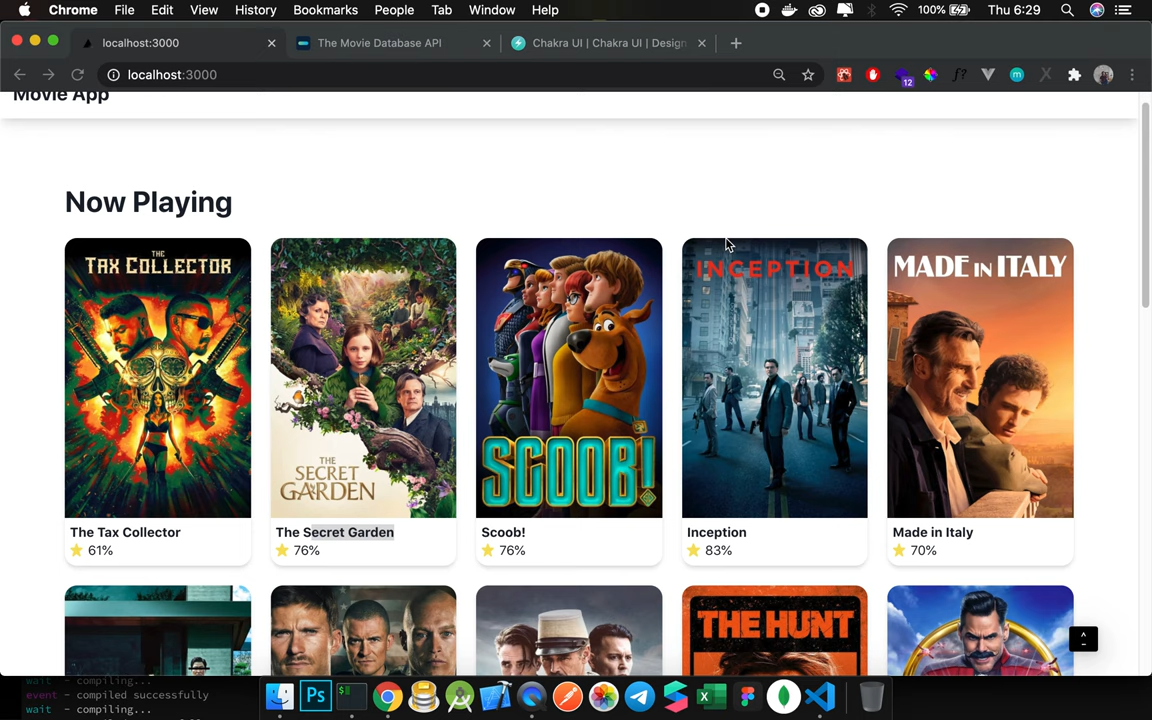 Chrome File Edit View History Bookmarks People Tab Window Help 100% Thu 6:29
localhost:3000 The Movie Database API Chakra UI | Chakra UI | Design
localhost:3000 12 f?
Movie App
Now Playing
THE TAX COLLECTOR
THE SECRET GARDEN
SCOOB!
INCEPTION
MADE IN ITALY
The Tax Collector The Secret Garden Scoob! Inception Made in Italy
61% 76% 76% 83% 70%
THE HUNT
wait - compiling...
event - compiled successfully
wait - compiling...
Ps $ X m